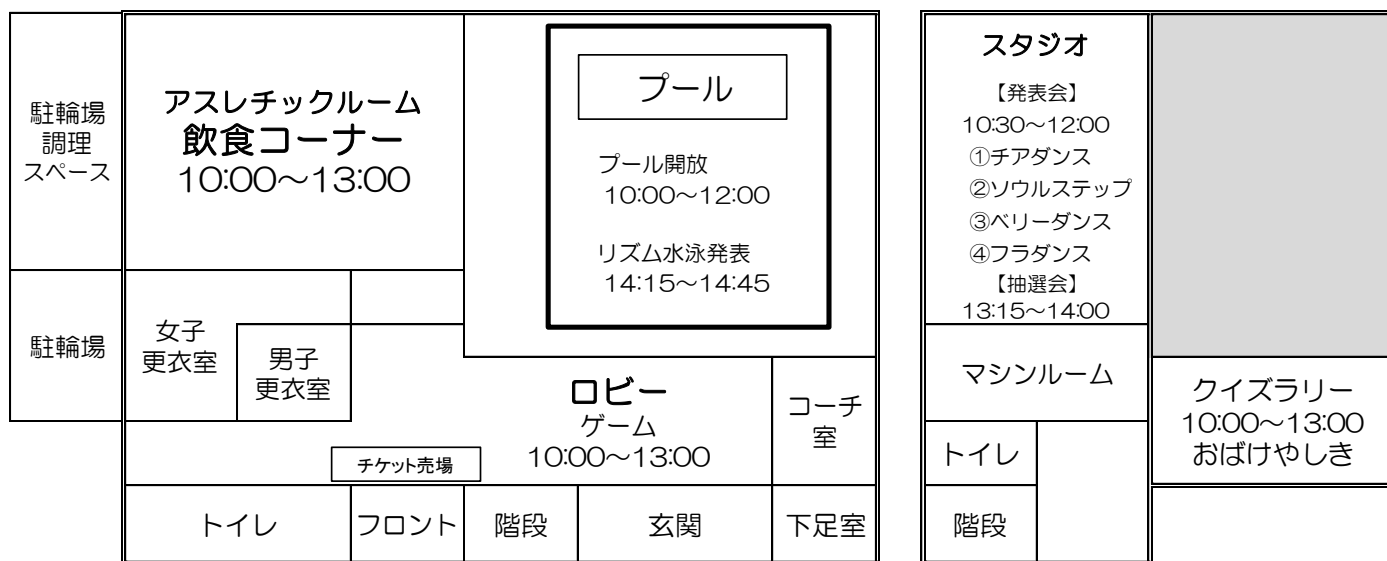 駐輪場
調理
スペース
アスレチックルーム
飲食コーナー
10:00～13:00
プール
プール開放
10:00～12:00
リズム水泳発表
14:15～14:45
駐輪場
女子
更衣室
男子
更衣室
ロビー
ゲーム
10:00～13:00
チケット売場
コーチ
室
トイレ
フロント
階段
玄関
下足室
スタジオ
【発表会】
10:30～12:00
①チアダンス
②ソウルステップ
③ベリーダンス
④フラダンス
【抽選会】
13:15～14:00
マシンルーム
トイレ
階段
クイズラリー
10:00～13:00
おばけやしき